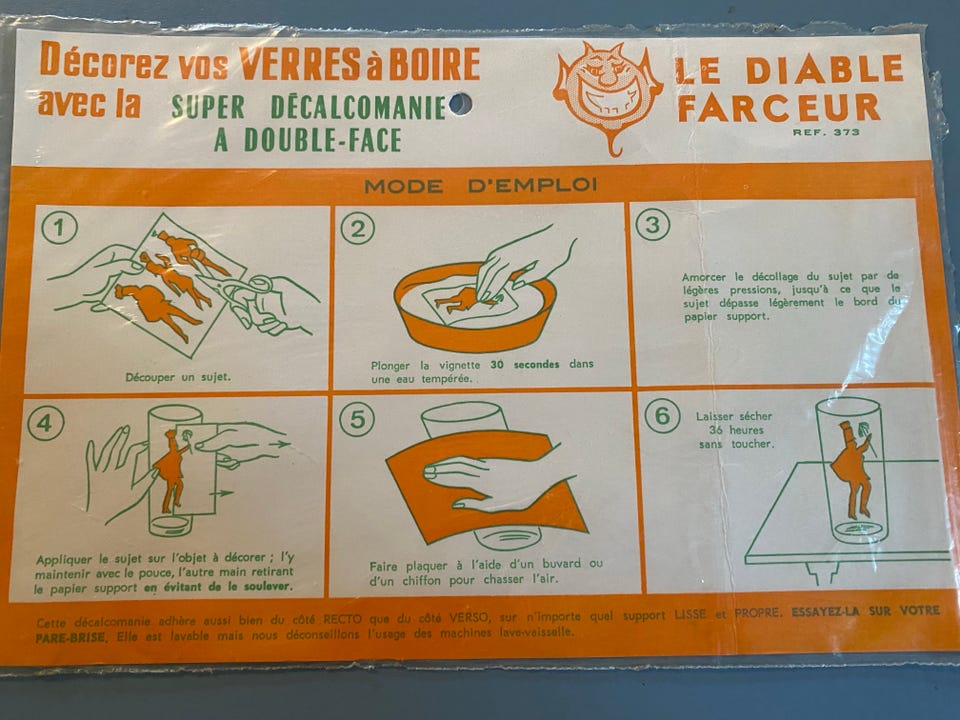 Décorez vos VERRES à BOIRE
avec la SUPER DÉCALCOMANIE
A DOUBLE-FACE
LE DIABLE
FARCEUR
REF. 373
MODE D'EMPLOI
1
Découper un sujet.
2
Plonger la vignette 30 secondes dans
une eau tempérée.
3
Amorcer le décollage du sujet par de
légères pressions, jusqu'à ce que le
sujet dépasse légèrement le bord du
papier support.
4
Appliquer le sujet sur l'objet à décorer ; l'y
maintenir avec le pouce, l'autre main retirant
le papier support en évitant de le soulever.
5
Faire plaquer à l'aide d'un buvard ou
d'un chiffon pour chasser l'air.
6
Laisser sécher
36 heures
sans toucher.
Cette décalcomanie adhère aussi bien du côté RECTO que du côté VERSO, sur n'importe quel support LISSE et PROPRE. ESSAYEZ-LA SUR VOTRE
PARE-BRISE. Elle est lavable mais nous déconseillons l'usage des machines lave-vaisselle.